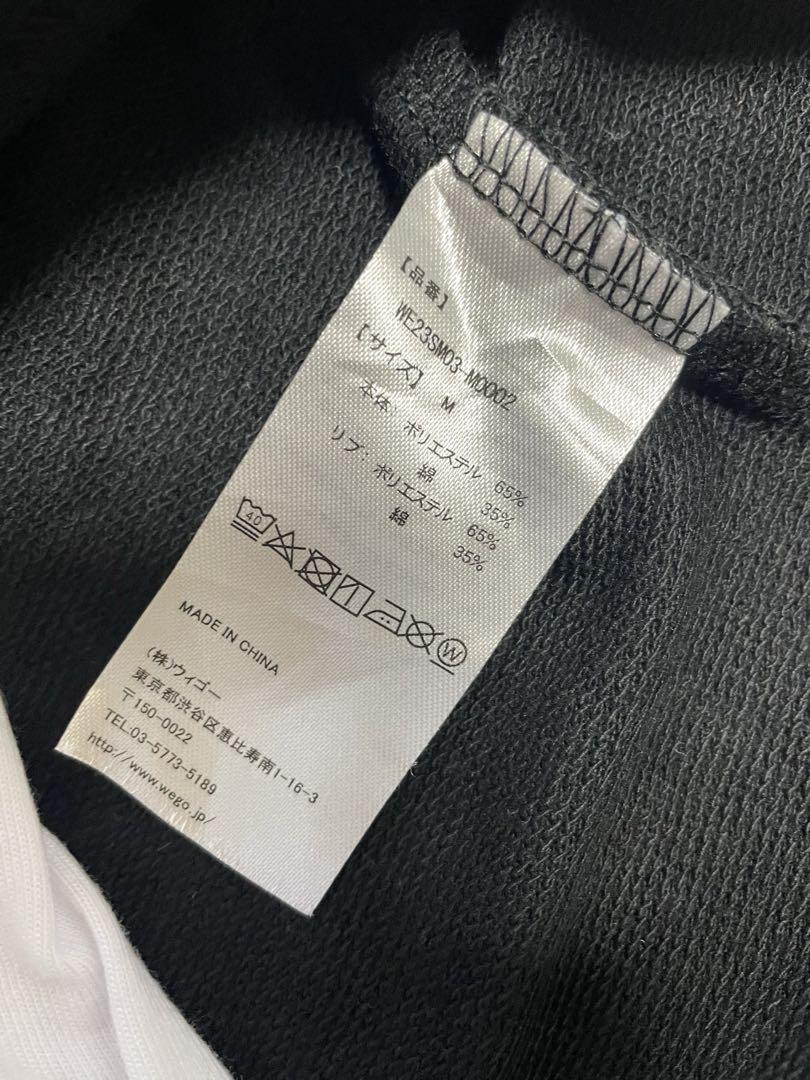 【品番】
WE23SM03-M0002
【サイズ】 M
本体: ポリエステル 65%
綿 35%
リブ: ポリエステル 65%
綿 35%
40
W
MADE IN CHINA
(株)ウィゴー
東京都渋谷区恵比寿南1-16-3
〒150-0022
TEL.03-5773-5189
http://www.wego.jp/